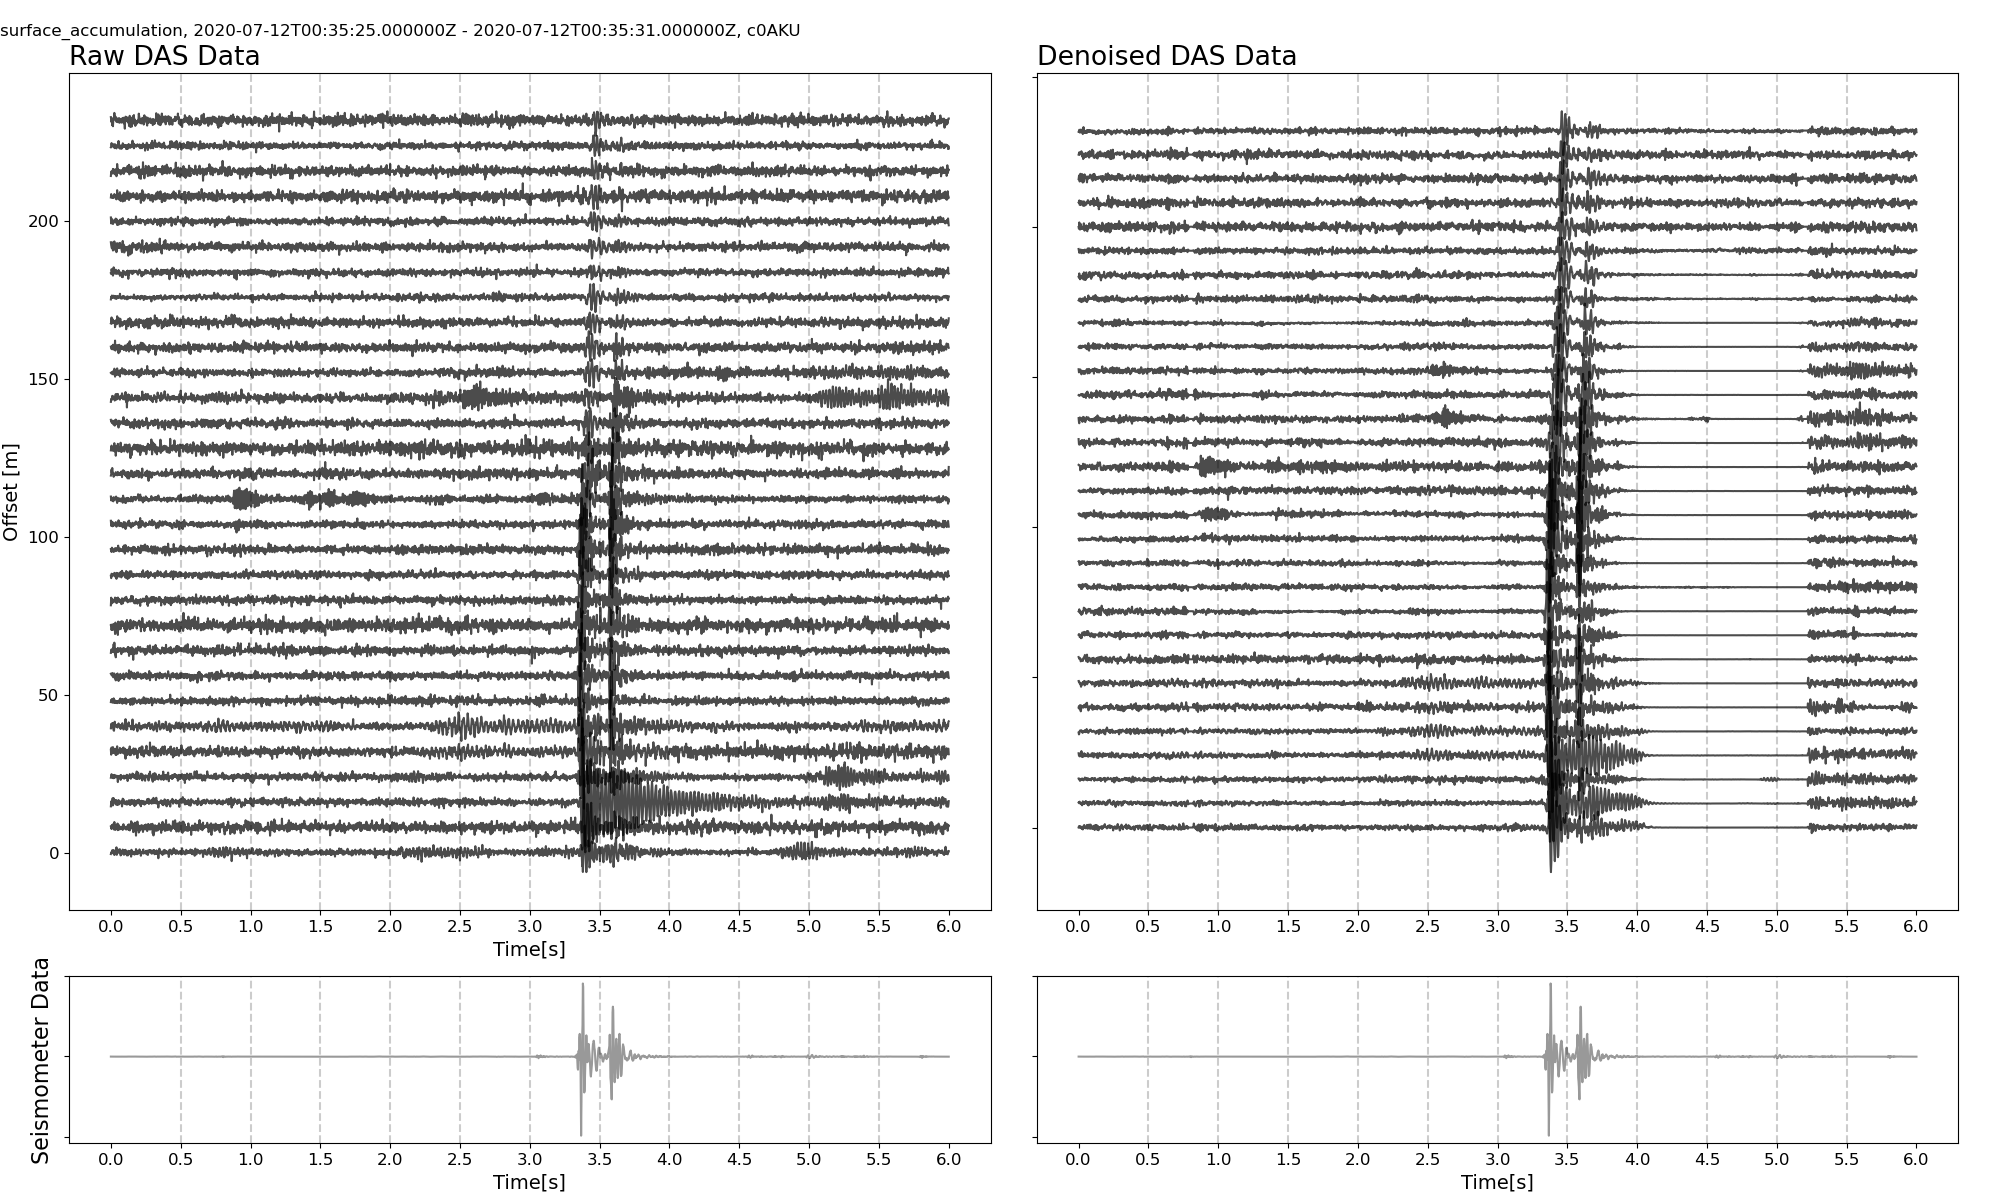 surface_accumulation, 2020-07-12T00:35:25.000000Z - 2020-07-12T00:35:31.000000Z, c0AKU
Raw DAS Data
Denoised DAS Data
Offset [m]
200
150
100
50
0
0.0 0.5 1.0 1.5 2.0 2.5 3.0 3.5 4.0 4.5 5.0 5.5 6.0
Time[s]
0.0 0.5 1.0 1.5 2.0 2.5 3.0 3.5 4.0 4.5 5.0 5.5 6.0
Seismometer Data
0.0 0.5 1.0 1.5 2.0 2.5 3.0 3.5 4.0 4.5 5.0 5.5 6.0
Time[s]
0.0 0.5 1.0 1.5 2.0 2.5 3.0 3.5 4.0 4.5 5.0 5.5 6.0
Time[s]